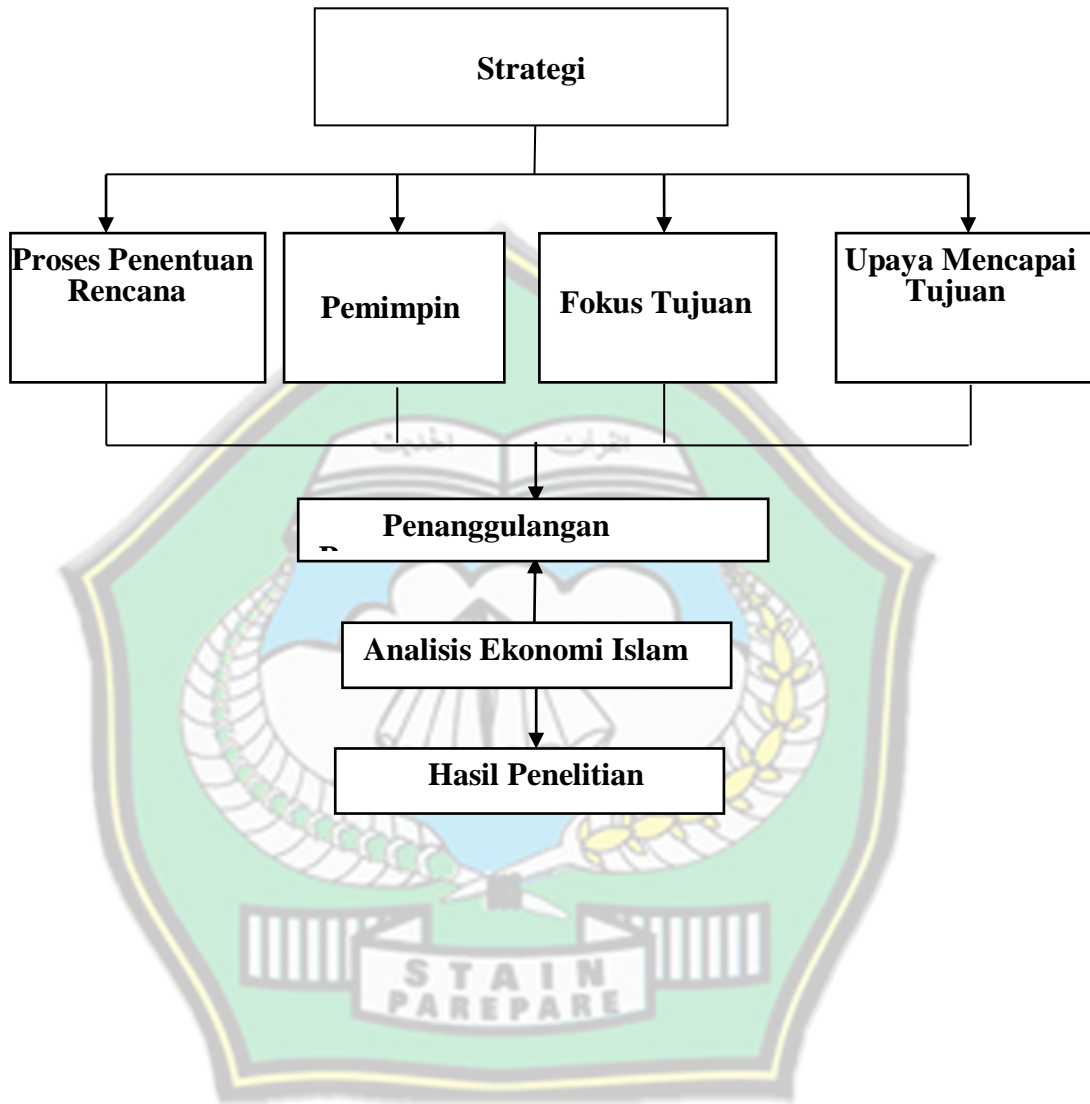 Strategi
Proses Penentuan
Rencana
Pemimpin
Fokus Tujuan
Upaya Mencapai
Tujuan
Penanggulangan
Analisis Ekonomi Islam
Hasil Penelitian
STAIN
PAREPARE